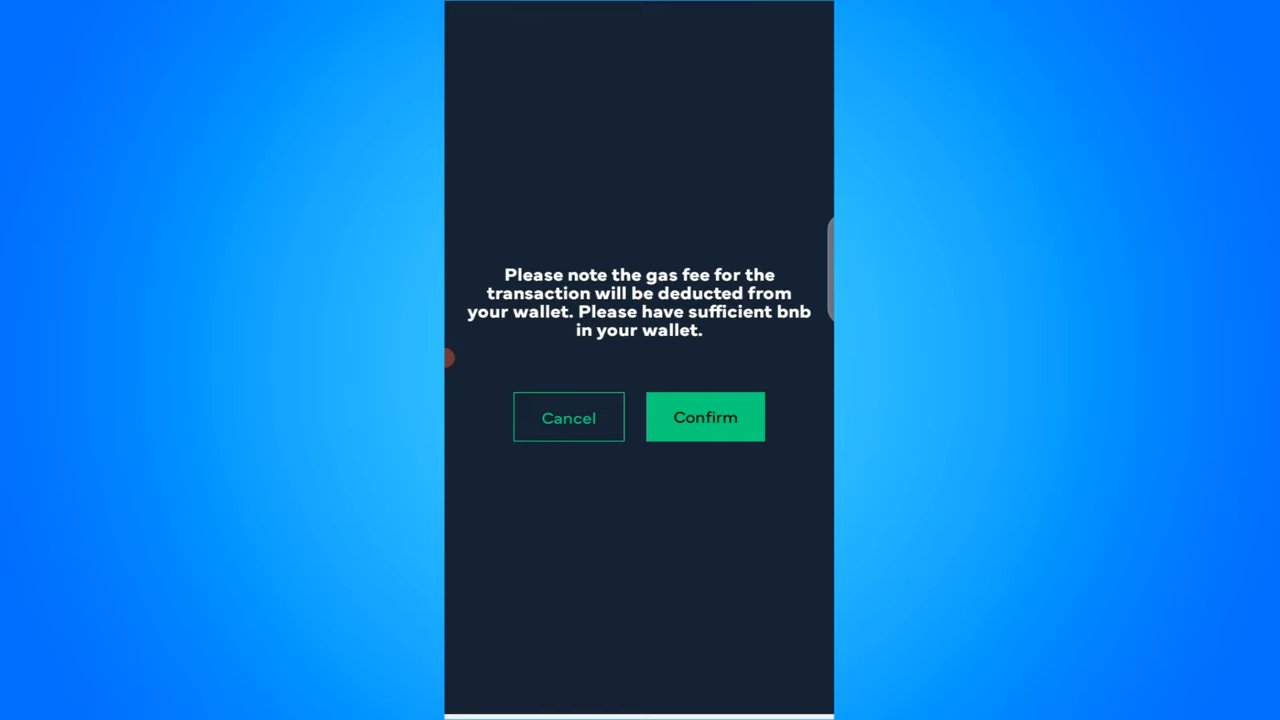 Please note the gas fee for the
transaction will be deducted from
your wallet. Please have sufficient bnb
in your wallet.
Cancel
Confirm